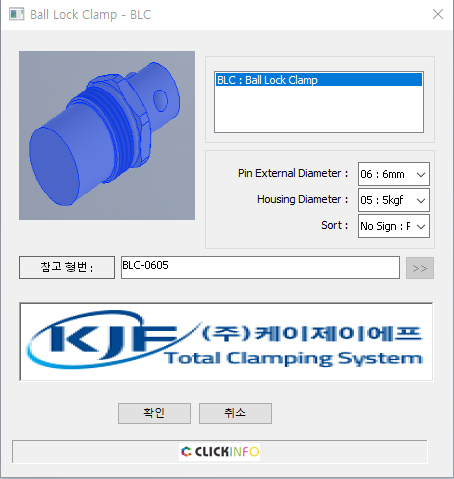 Ball Lock Clamp - BLC
BLC : Ball Lock Clamp
Pin External Diameter :
06 : 6mm
Housing Diameter :
05 : 5kgf
Sort :
No Sign : F
참고 형번 :
BLC-0605
>>
KJF (주)케이제이에프
Total Clamping System
확인
취소
CLICKINFO